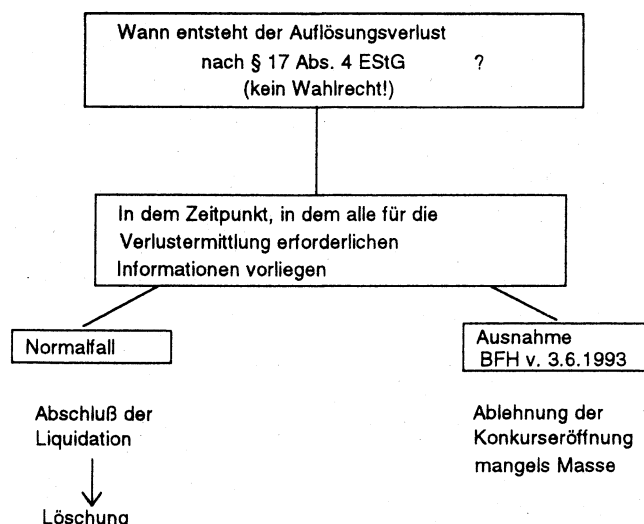 Wann entsteht der Auflösungsverlust
nach § 17 Abs. 4 EStG ?
(kein Wahlrecht!)
In dem Zeitpunkt, in dem alle für die
Verlustermittlung erforderlichen
Informationen vorliegen
Normalfall
Abschluß der
Liquidation
Löschung
Ausnahme
BFH v. 3.6.1993
Ablehnung der
Konkurseröffnung
mangels Masse